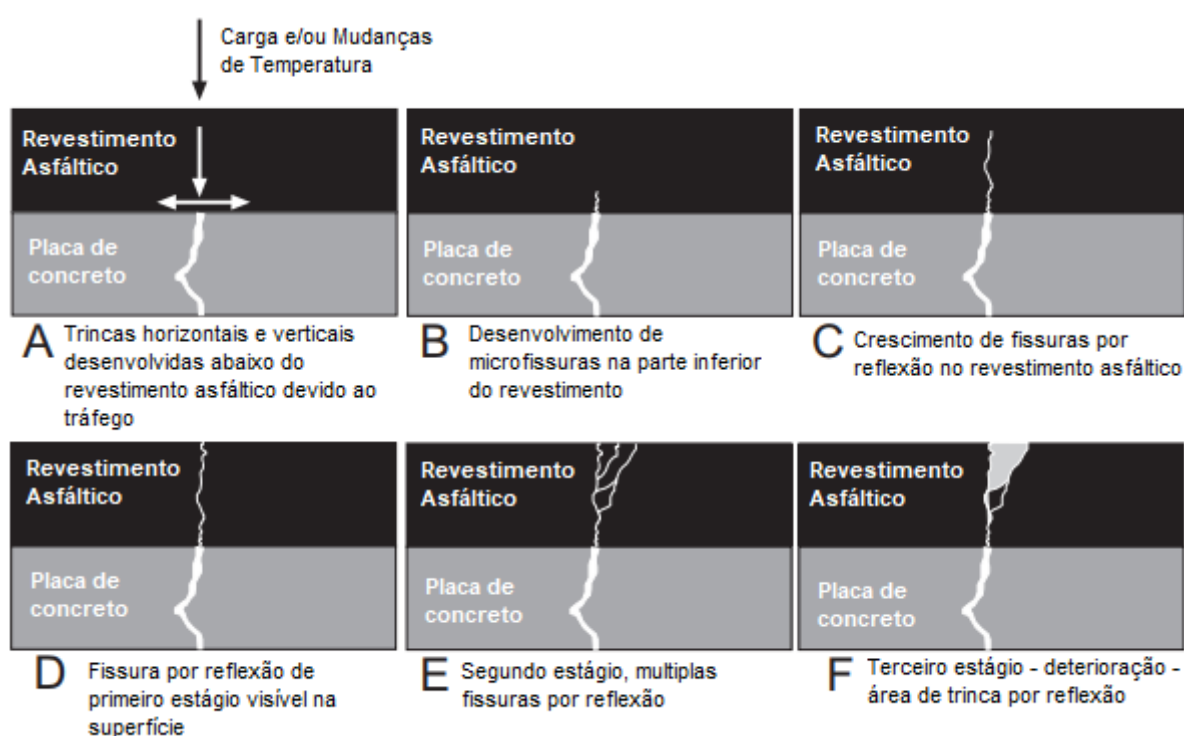 Carga e/ou Mudanças
de Temperatura
Revestimento
Asfáltico
Placa de
concreto
A Trincas horizontais e verticais
desenvolvidas abaixo do
revestimento asfáltico devido ao
tráfego
Revestimento
Asfáltico
Placa de
concreto
B Desenvolvimento de
microfissuras na parte inferior
do revestimento
Revestimento
Asfáltico
Placa de
concreto
C Crescimento de fissuras por
reflexão no revestimento asfáltico
Revestimento
Asfáltico
Placa de
concreto
D Fissura por reflexão de
primeiro estágio visível na
superfície
Revestimento
Asfáltico
Placa de
concreto
E Segundo estágio, multiplas
fissuras por reflexão
Revestimento
Asfáltico
Placa de
concreto
F Terceiro estágio - deterioração -
área de trinca por reflexão